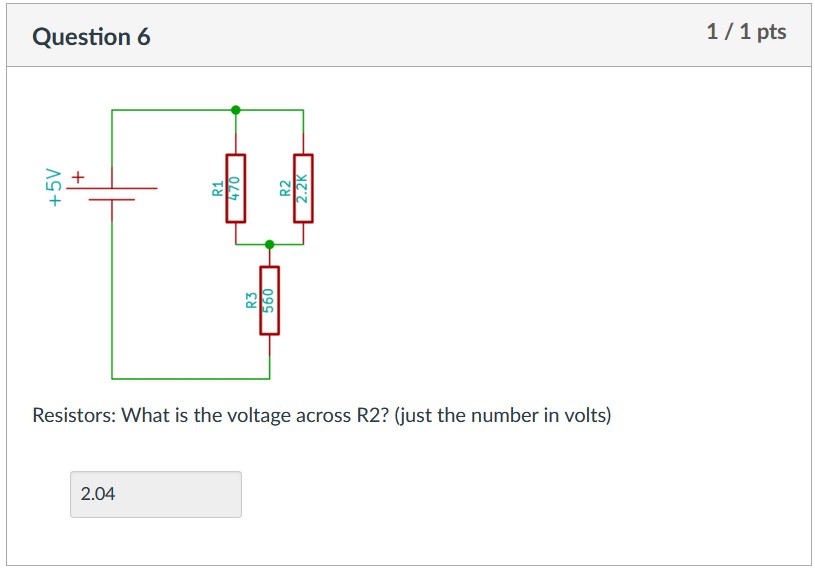 Question 6
1 / 1 pts
+5V
+
R1
470
R2
2.2K
R3
560
Resistors: What is the voltage across R2? (just the number in volts)
2.04